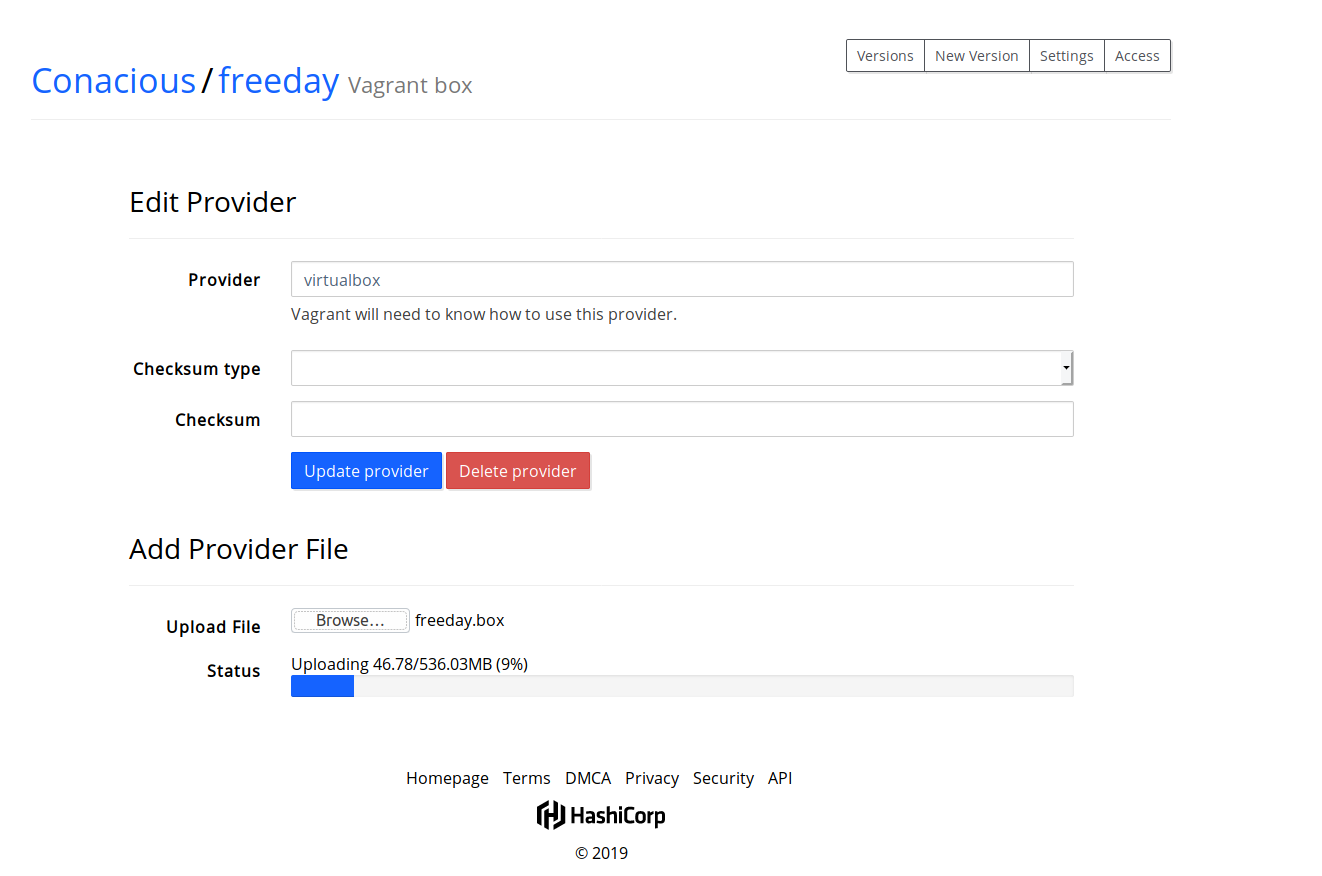 Versions New Version Settings Access
Conacious/freeday Vagrant box
Edit Provider
Provider virtualbox
Vagrant will need to know how to use this provider.
Checksum type
Checksum
Update provider Delete provider
Add Provider File
Upload File Browse... freeday.box
Status Uploading 46.78/536.03MB (9%)
Homepage Terms DMCA Privacy Security API
HashiCorp
© 2019